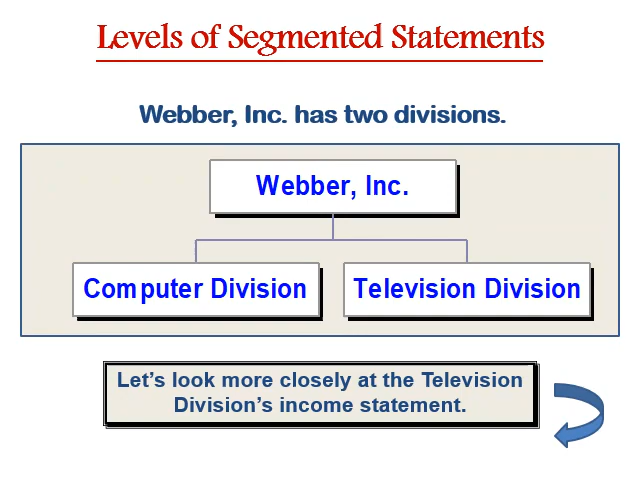 Levels of Segmented Statements
Webber, Inc. has two divisions.
Webber, Inc.
Computer Division
Television Division
Let’s look more closely at the Television
Division’s income statement.